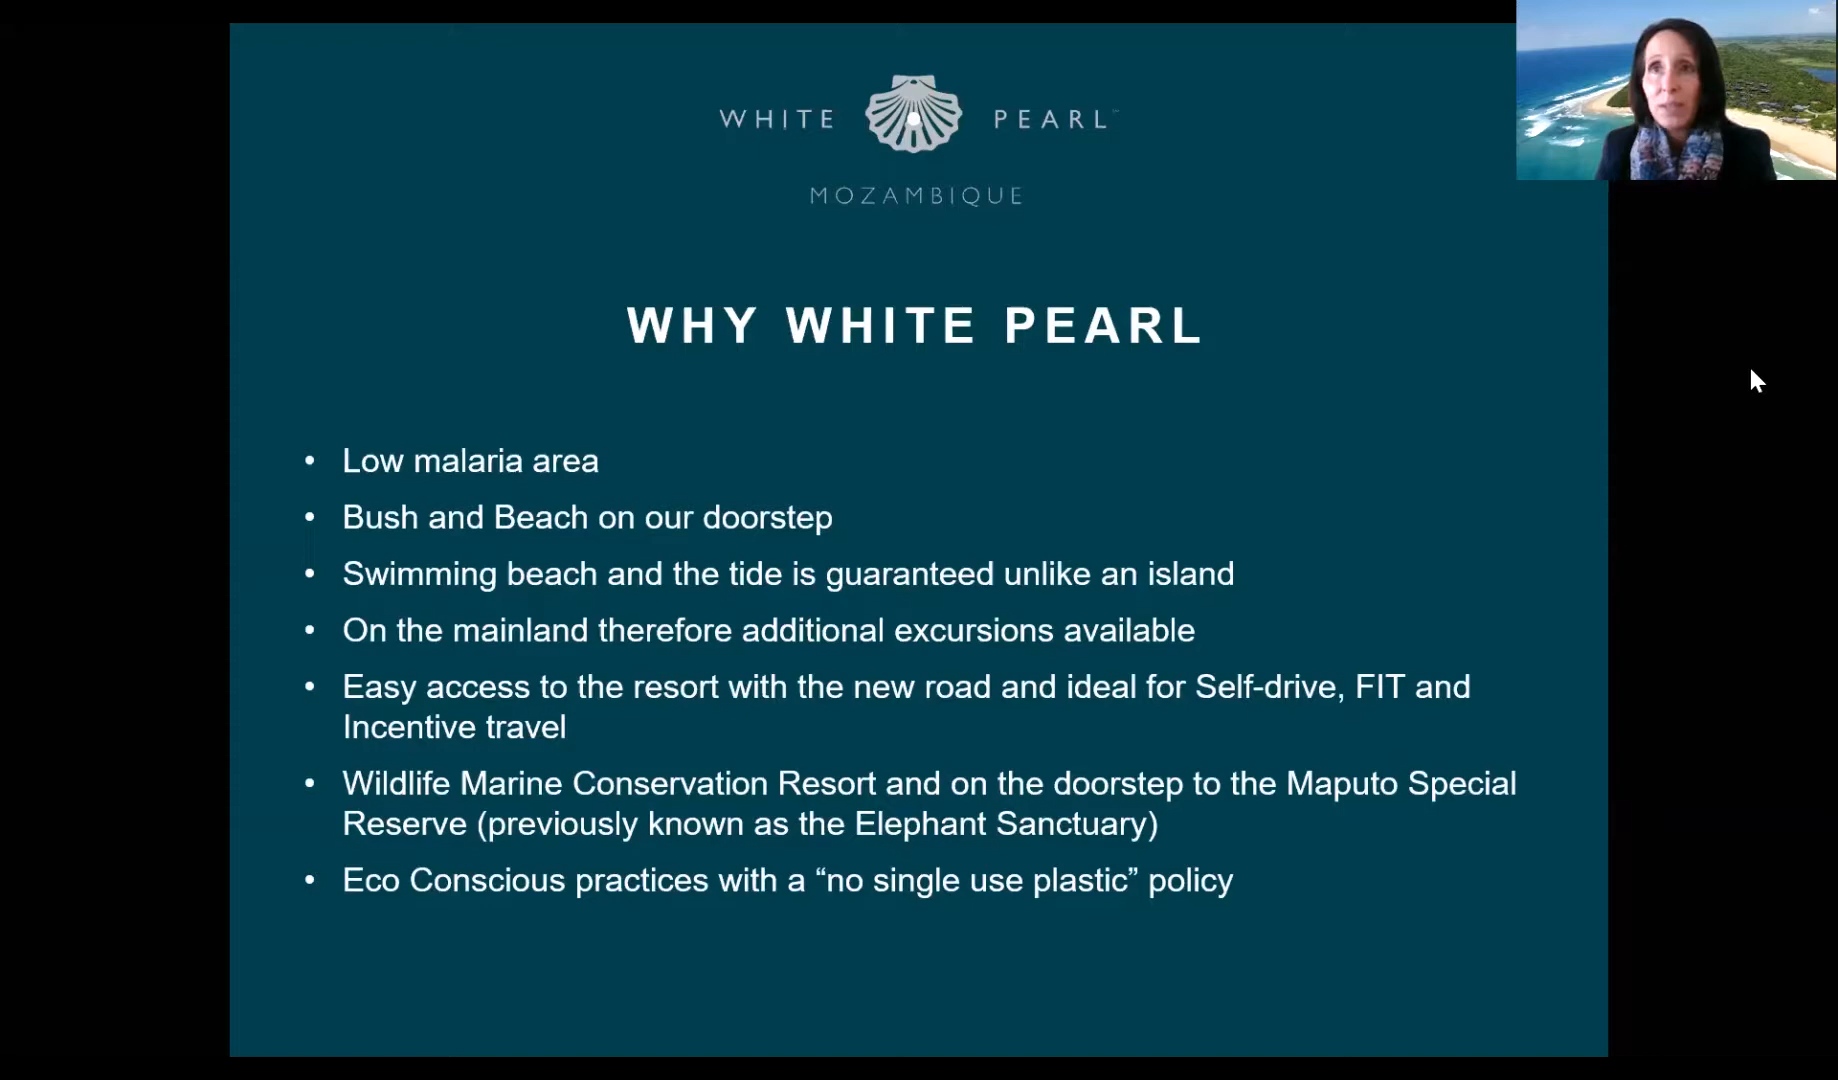 WHITE PEARL™
MOZAMBIQUE
WHY WHITE PEARL
• Low malaria area
• Bush and Beach on our doorstep
• Swimming beach and the tide is guaranteed unlike an island
• On the mainland therefore additional excursions available
• Easy access to the resort with the new road and ideal for Self-drive, FIT and
Incentive travel
• Wildlife Marine Conservation Resort and on the doorstep to the Maputo Special
Reserve (previously known as the Elephant Sanctuary)
• Eco Conscious practices with a “no single use plastic” policy